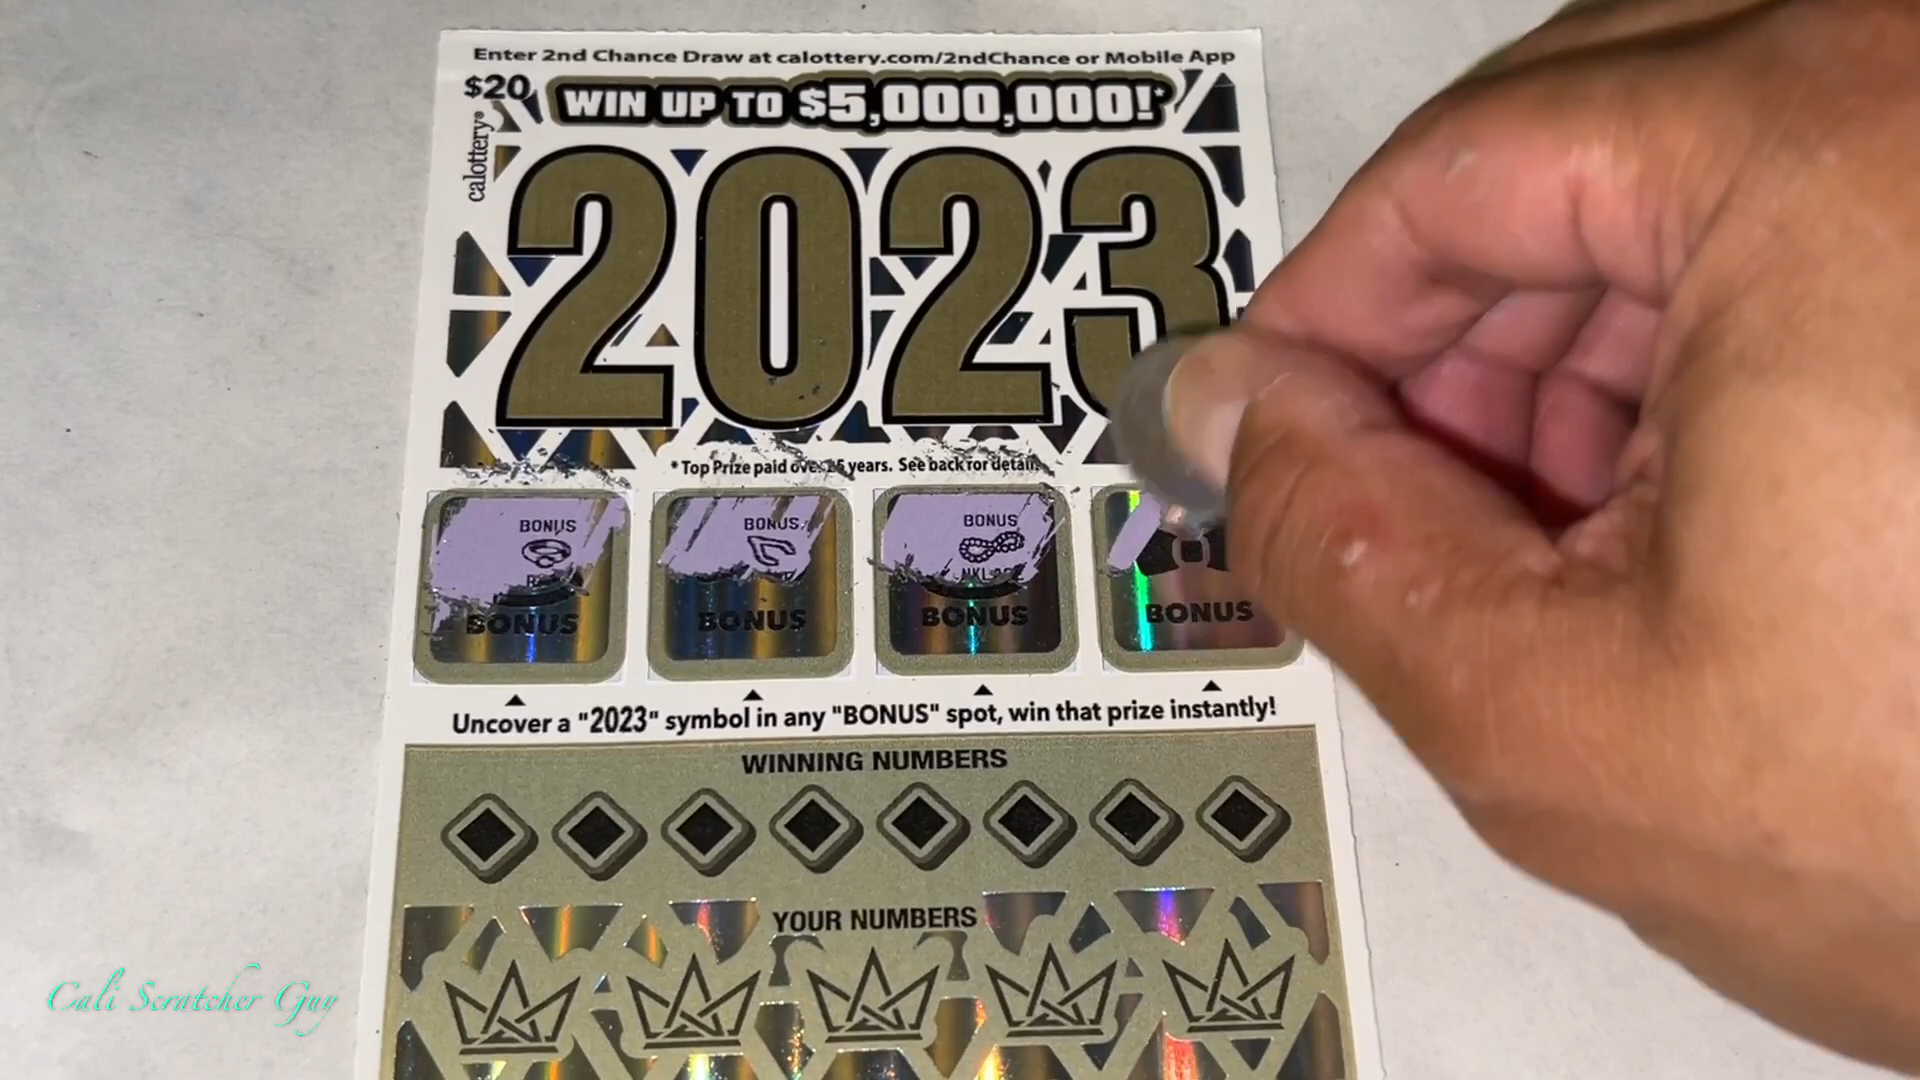 Enter 2nd Chance Draw at calottery.com/2ndChance or Mobile App
$20
WIN UP TO $5,000,000!*
calottery®
2023
* Top Prize paid over 25 years. See back for details.
BONUS BONUS BONUS
BONUS BONUS BONUS BONUS
Uncover a "2023" symbol in any "BONUS" spot, win that prize instantly!
WINNING NUMBERS
YOUR NUMBERS
Cali Scratcher Guy